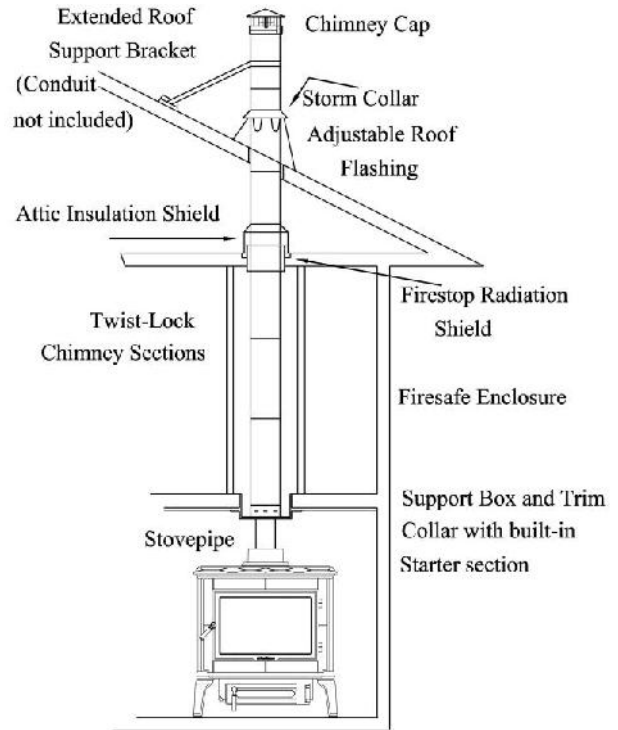 Extended Roof
Support Bracket
(Conduit
not included)
Chimney Cap
Storm Collar
Adjustable Roof
Flashing
Attic Insulation Shield
Firestop Radiation
Shield
Twist-Lock
Chimney Sections
Firesafe Enclosure
Support Box and Trim
Collar with built-in
Starter section
Stovepipe